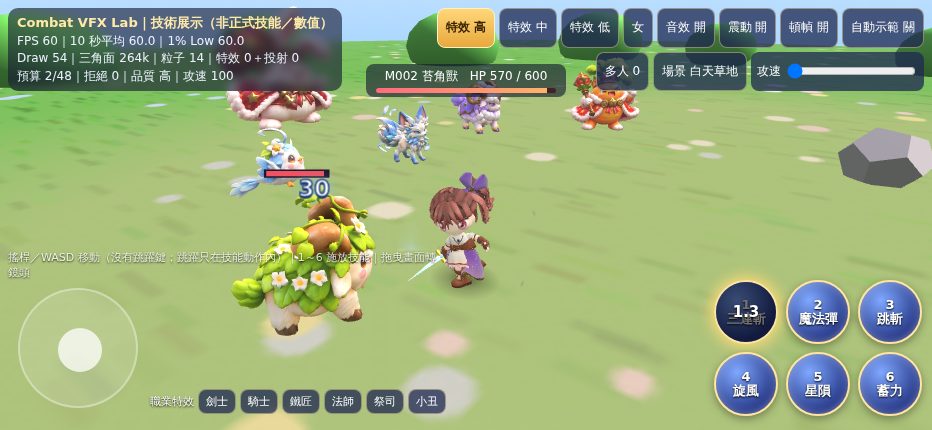 Combat VFX Lab｜技術展示（非正式技能／數值）
FPS 60｜10 秒平均 60.0｜1% Low 60.0
Draw 54｜三角面 264k｜粒子 14｜特效 0＋投射 0
預算 2/48｜拒絕 0｜品質 高｜攻速 100
特效 高
特效 中
特效 低
女
音效 開
震動 開
頓幀 開
自動示範 關
多人 0
場景 白天草地
攻速
M002 苔角獸 HP 570 / 600
30
搖桿／WASD 移動（沒有跳躍鍵；跳躍只在技能動作內）｜1～6 施放技能｜拖曳畫面轉
鏡頭
1
1.3
三連斬
2
魔法彈
3
跳斬
4
旋風
5
星隕
6
蓄力
職業特效
劍士
騎士
鐵匠
法師
祭司
小丑